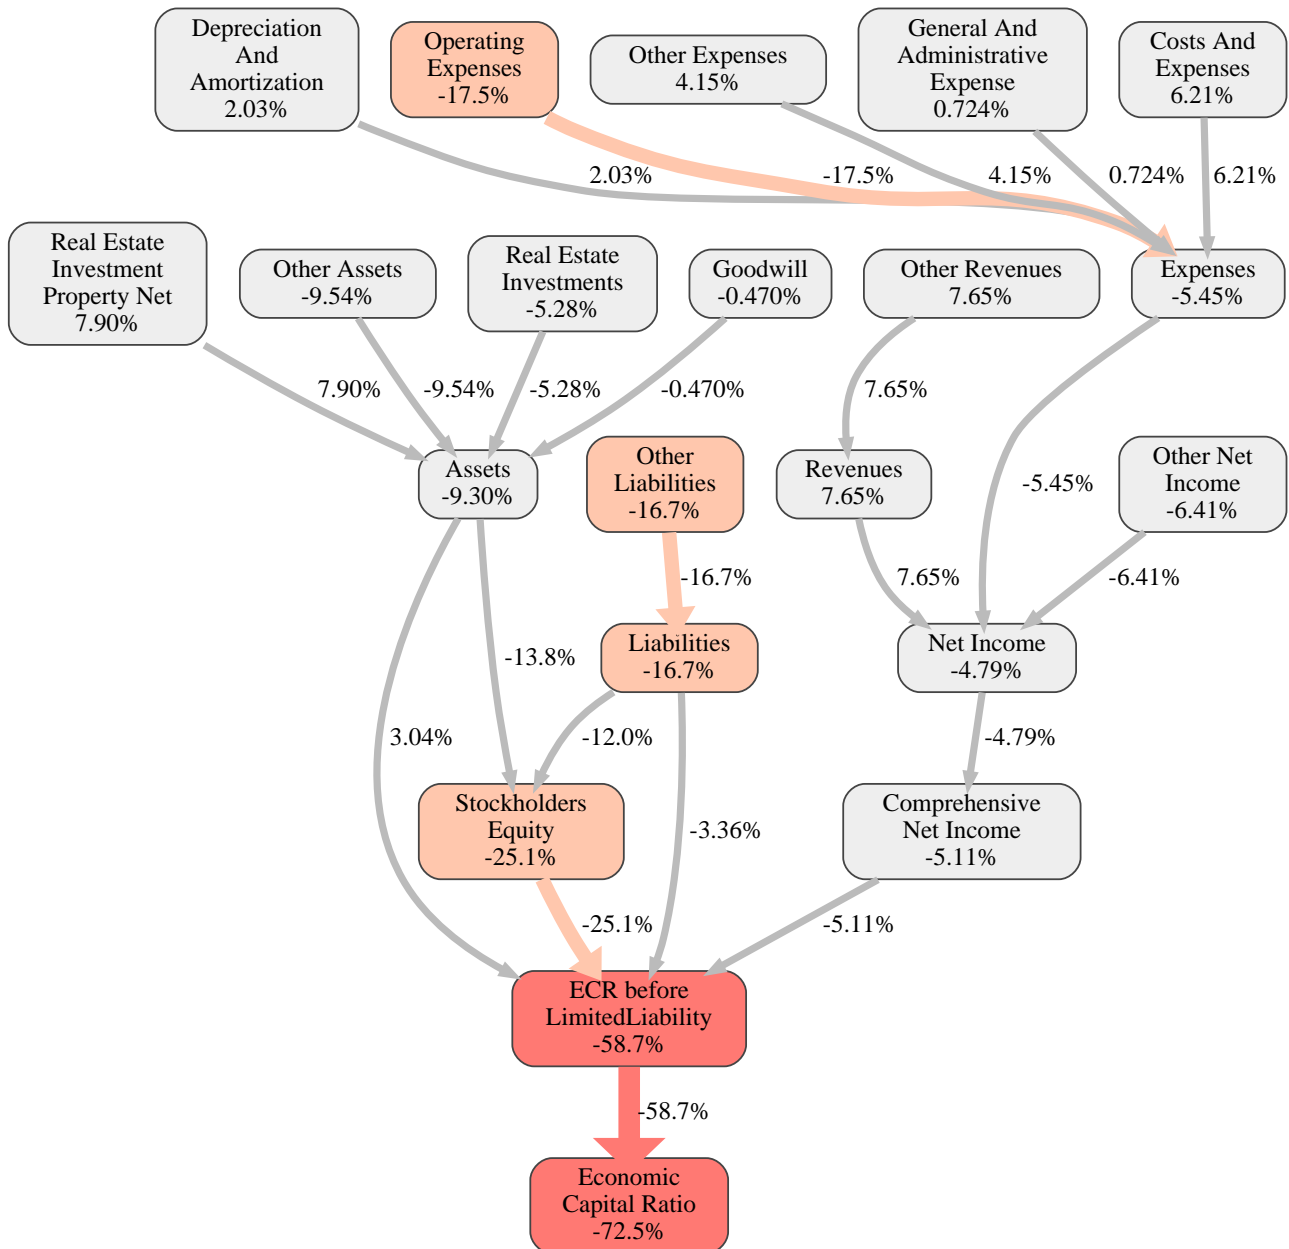 Depreciation
And
Amortization
2.03%
Operating
Expenses
-17.5%
Other Expenses
4.15%
General And
Administrative
Expense
0.724%
Costs And
Expenses
6.21%
2.03%
-17.5%
4.15%
0.724%
6.21%
Real Estate
Investment
Property Net
7.90%
Other Assets
-9.54%
Real Estate
Investments
-5.28%
Goodwill
-0.470%
Other Revenues
7.65%
Expenses
-5.45%
7.90%
-9.54%
-5.28%
-0.470%
7.65%
Assets
-9.30%
Other
Liabilities
-16.7%
Revenues
7.65%
-5.45%
Other Net
Income
-6.41%
-16.7%
7.65%
-6.41%
-13.8%
Liabilities
-16.7%
Net Income
-4.79%
3.04%
-12.0%
-4.79%
Stockholders
Equity
-25.1%
-3.36%
Comprehensive
Net Income
-5.11%
-25.1%
-5.11%
ECR before
LimitedLiability
-58.7%
-58.7%
Economic
Capital Ratio
-72.5%